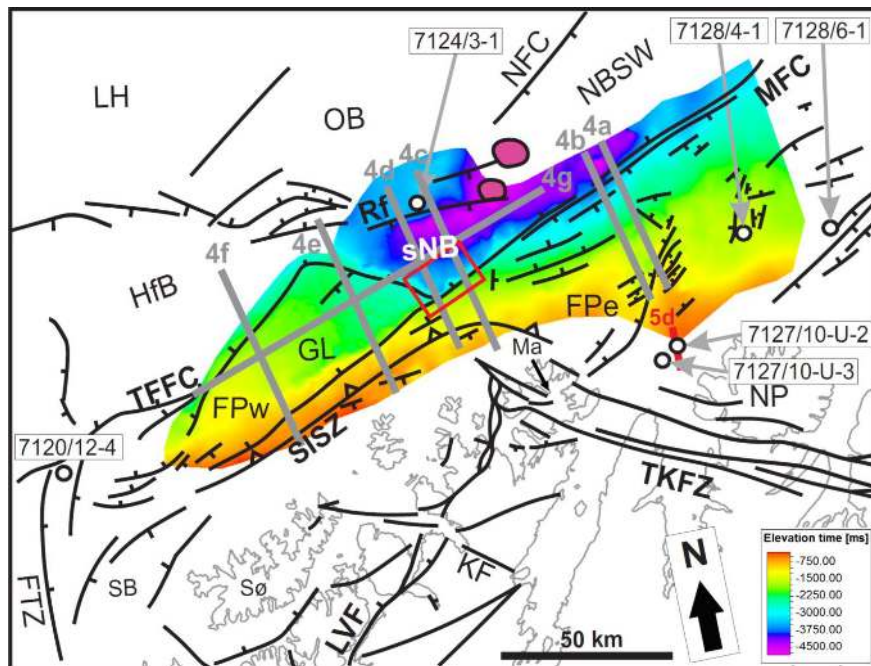 7124/3-1
7128/4-1
7128/6-1
LH
OB
NFC
NBSW
MFC
4d
4c
4b
4a
4g
Rf
sNB
4f
4e
HfB
GL
FPe
5d
TFFC
FPw
Ma
7127/10-U-2
7127/10-U-3
NP
SISZ
7120/12-4
TKFZ
FTZ
SB
Sø
LVF
KF
N
50 km
Elevation time [ms]
-750.00
-1500.00
-2250.00
-3000.00
-3750.00
-4500.00